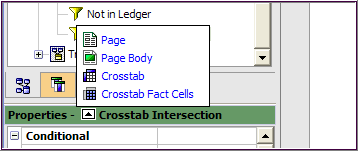 Not in Ledger
T
Page
Page Body
Crosstab
Crosstab Fact Cells
Properties - Crosstab Intersection
Conditional